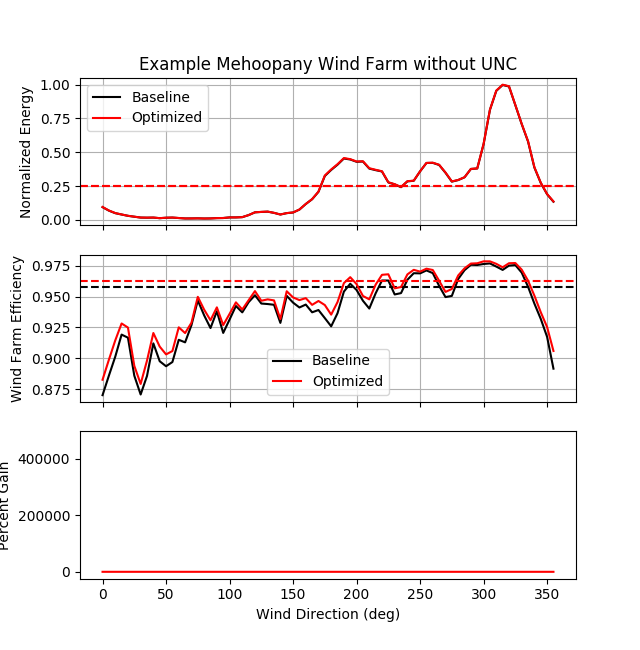 Example Mehoopany Wind Farm without UNC
Normalized Energy
1.00
0.75
0.50
0.25
0.00
Baseline
Optimized
Wind Farm Efficiency
0.975
0.950
0.925
0.900
0.875
Baseline
Optimized
Percent Gain
400000
200000
0
0 50 100 150 200 250 300 350
Wind Direction (deg)